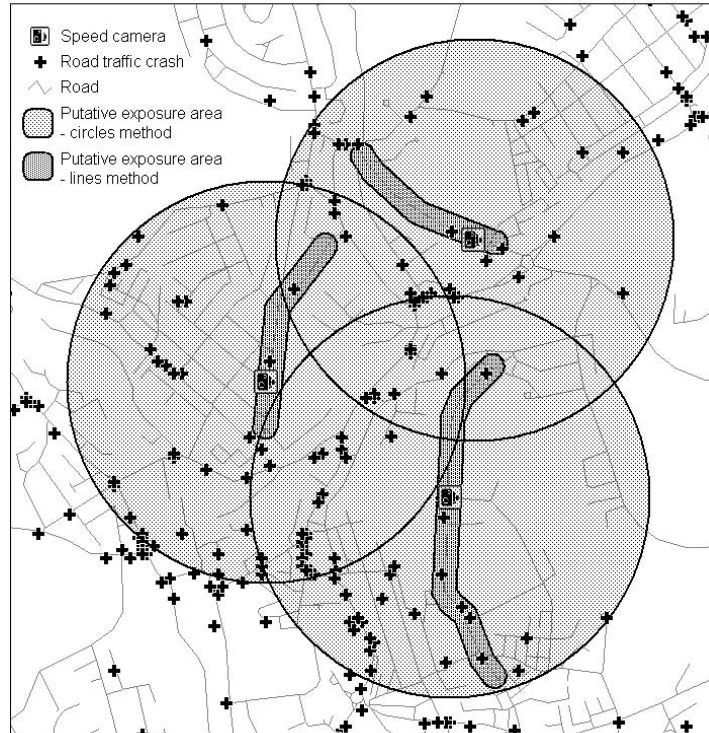 Speed camera
Road traffic crash
Road
Putative exposure area
- circles method
Putative exposure area
- lines method